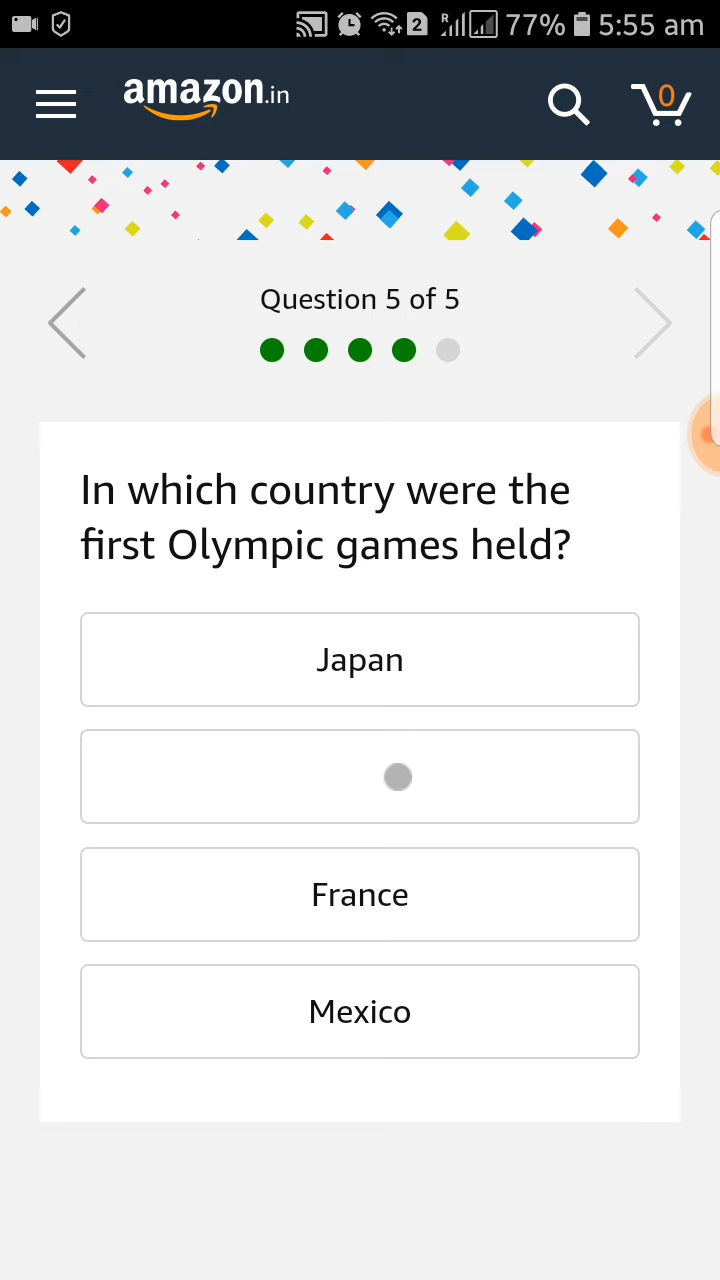 2 R 77% 5:55 am
amazon.in
0
Question 5 of 5
In which country were the
first Olympic games held?
Japan
France
Mexico